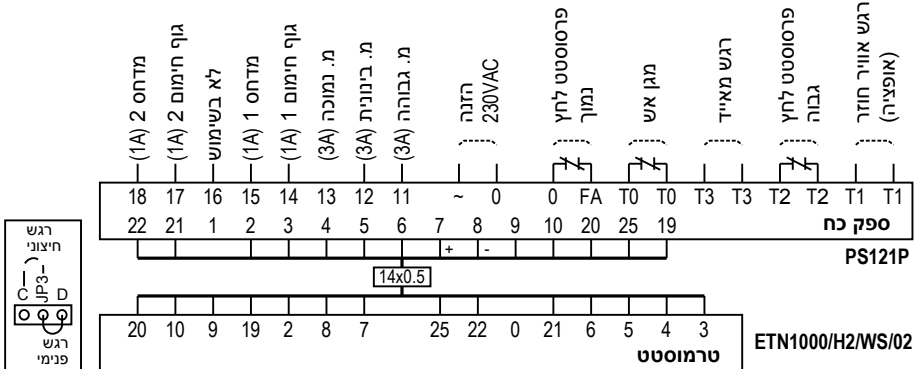 מדחס 2 (1A)
גוף חימום 2 (1A)
לא בשימוש
מדחס 1 (1A)
גוף חימום 1 (1A)
מ. נמוכה (3A)
מ. בינונית (3A)
מ. גבוהה (3A)
הזנה
230VAC
פרסוסטט לחץ
נמוך
מגן אש
רגש מאייד
פרסוסטט לחץ
גבוה
רגש אוויר חוזר
(אופציה)
18 17 16 15 14 13 12 11 ~ 0 0 FA T0 T0 T3 T3 T2 T2 T1 T1
22 21 1 2 3 4 5 6 7 8 9 10 20 25 19 ספק כח
+ -
PS121P
14x0.5
רגש
חיצוני
C JP3 D
רגש
פנימי
20 10 9 19 2 8 7 25 22 0 21 6 5 4 3
טרמוסטט
ETN1000/H2/WS/02